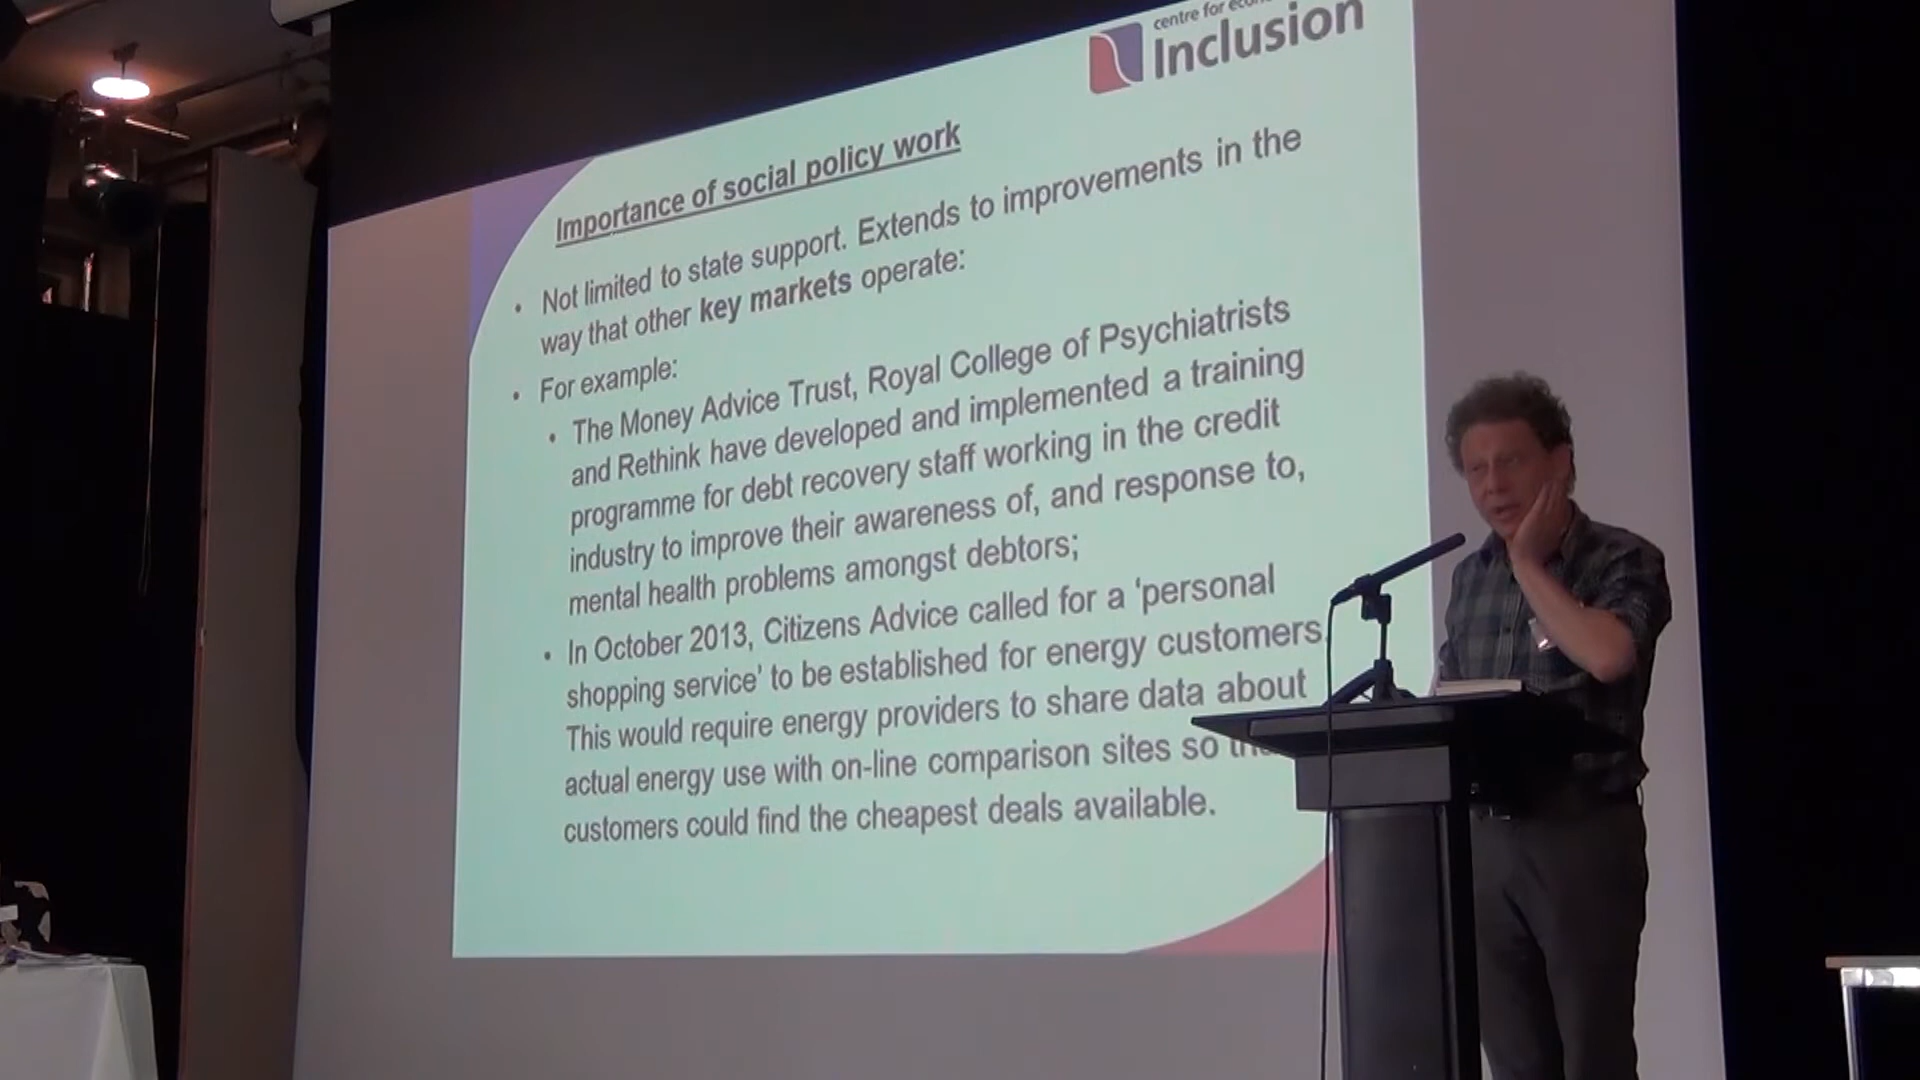 centre for
Inclusion
Importance of social policy work
• Not limited to state support. Extends to improvements in the
way that other key markets operate:
• For example:
• The Money Advice Trust, Royal College of Psychiatrists
and Rethink have developed and implemented a training
programme for debt recovery staff working in the credit
industry to improve their awareness of, and response to,
mental health problems amongst debtors;
• In October 2013, Citizens Advice called for a ‘personal
shopping service’ to be established for energy customers.
This would require energy providers to share data about
actual energy use with on-line comparison sites so
customers could find the cheapest deals available.